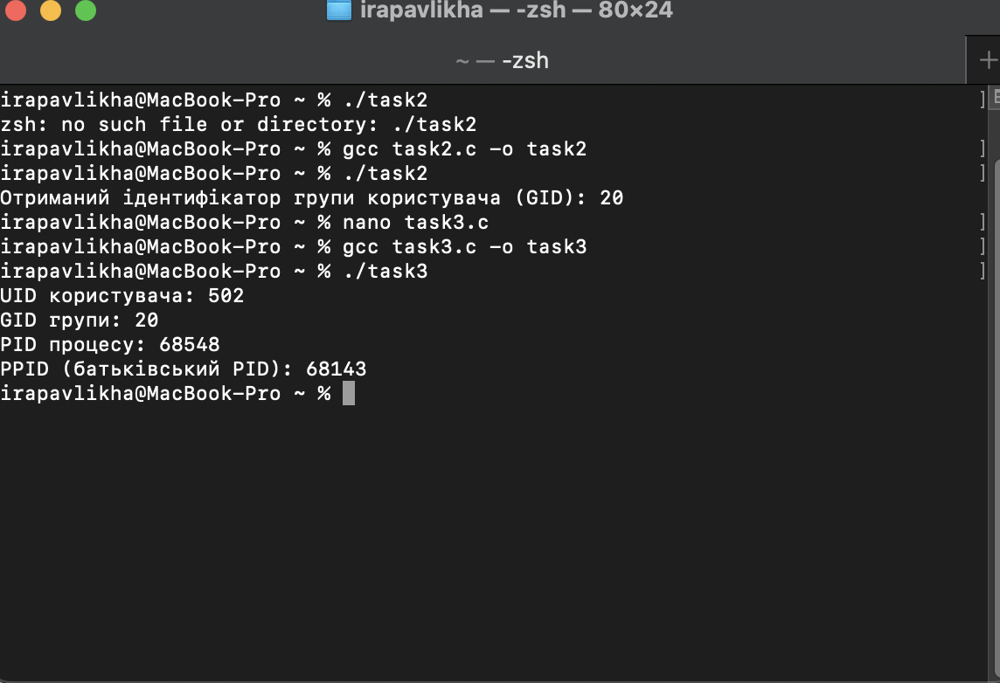 irapavlikha — -zsh — 80×24
~ — -zsh
irapavlikha@MacBook-Pro ~ % ./task2
zsh: no such file or directory: ./task2
irapavlikha@MacBook-Pro ~ % gcc task2.c -o task2
irapavlikha@MacBook-Pro ~ % ./task2
Отриманий ідентифікатор групи користувача (GID): 20
irapavlikha@MacBook-Pro ~ % nano task3.c
irapavlikha@MacBook-Pro ~ % gcc task3.c -o task3
irapavlikha@MacBook-Pro ~ % ./task3
UID користувача: 502
GID групи: 20
PID процесу: 68548
PPID (батьківський PID): 68143
irapavlikha@MacBook-Pro ~ %